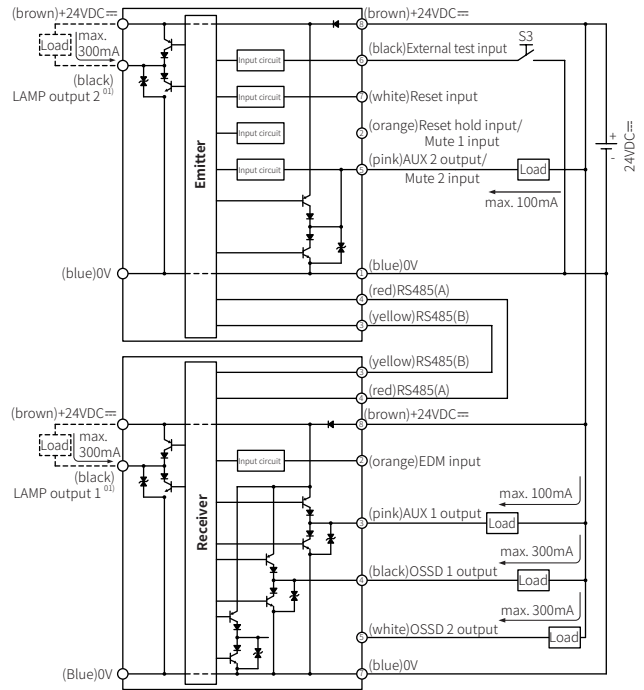 (brown)+24VDC⎓
(brown)+24VDC⎓
Load
max.
300mA
(black)
LAMP output 2 01)
Emitter
Input circuit
Input circuit
Input circuit
Input circuit
8
(black)External test input
6
S3
(white)Reset input
7
(orange)Reset hold input/
Mute 1 input
2
(pink)AUX 2 output/
Mute 2 input
5
Load
max. 100mA
+
-
24VDC⎓
(blue)0V
(blue)0V
1
(red)RS485(A)
4
(yellow)RS485(B)
3
(yellow)RS485(B)
3
(red)RS485(A)
4
(brown)+24VDC⎓
(brown)+24VDC⎓
8
Load
max.
300mA
(black)
LAMP output 1 01)
Receiver
Input circuit
(orange)EDM input
2
max. 100mA
(pink)AUX 1 output
3
Load
max. 300mA
(black)OSSD 1 output
4
Load
max. 300mA
(white)OSSD 2 output
5
Load
(Blue)0V
(blue)0V